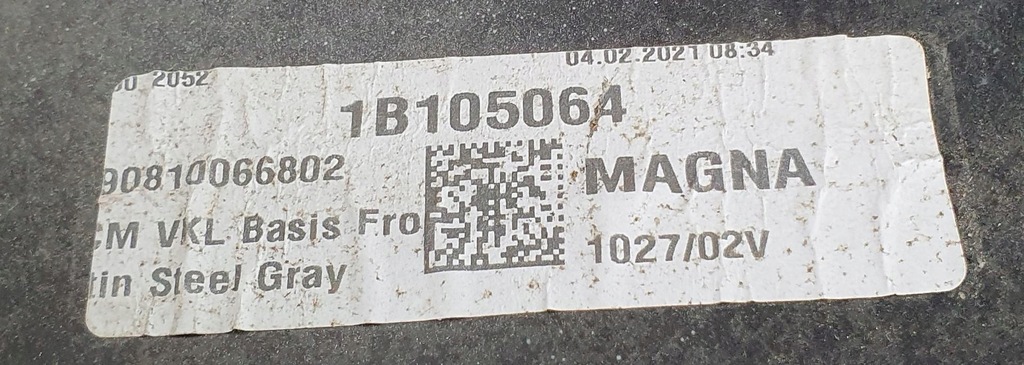 00 2052
04.02.2021 08:34
1B105064
90810066802
MAGNA
CM VKL Basis Fro
1027/02V
tin Steel Gray